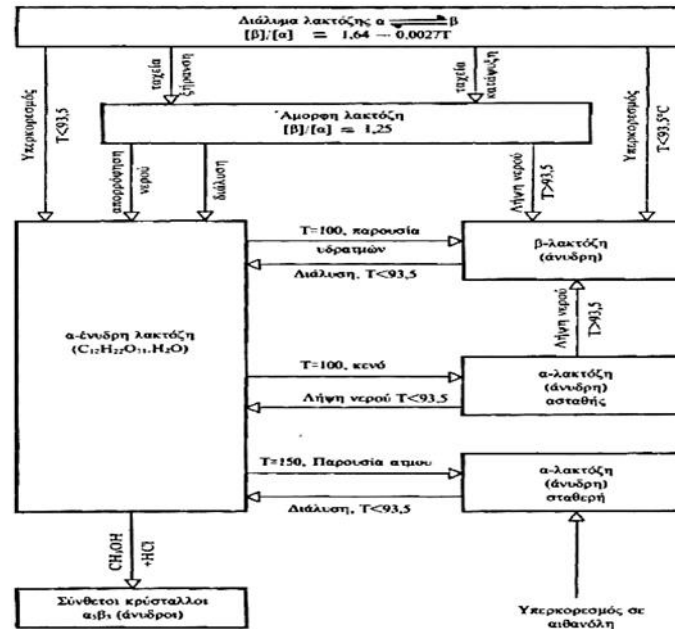 Διάλυμα λακτόζης α ⇌ β
[β]/[α] = 1,64 − 0,0027T
Υπερκορεσμός
T<93,5
ταχεία
ξήρανση
ταχεία
κατάψυξη
Υπερκορεσμός
T<93,5°C
Άμορφη λακτόζη
[β]/[α] = 1,25
απορρόφηση
νερού
διάλυση
Λήψη νερού
T>93,5
T=100, παρουσία
υδρατμών
Διάλυση, T<93,5
β-λακτόζη
(άνυδρη)
Λήψη νερού
T>93,5
α-ένυδρη λακτόζη
(C₁₂H₂₂O₁₁.H₂O)
T=100, κενό
Λήψη νερού T<93,5
α-λακτόζη
(άνυδρη)
ασταθής
T=150, Παρουσία ατμου
Διάλυση, T<93,5
α-λακτόζη
(άνυδρη)
σταθερή
CH₃OH
+HCl
Σύνθετοι κρύσταλλοι
α₅β₃ (άνυδροι)
Υπερκορεσμός σε
αιθανόλη